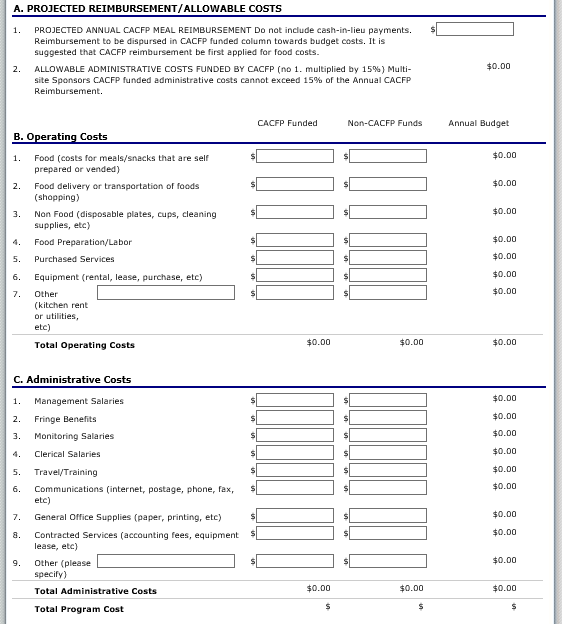 A. PROJECTED REIMBURSEMENT/ALLOWABLE COSTS
1. PROJECTED ANNUAL CACFP MEAL REIMBURSEMENT Do not include cash-in-lieu payments. $
Reimbursement to be dispursed in CACFP funded column towards budget costs. It is
suggested that CACFP reimbursement be first applied for food costs.
2. ALLOWABLE ADMINISTRATIVE COSTS FUNDED BY CACFP (no 1. multiplied by 15%) Multi- $0.00
site Sponsors CACFP funded administrative costs cannot exceed 15% of the Annual CACFP
Reimbursement.
CACFP Funded Non-CACFP Funds Annual Budget
B. Operating Costs
1. Food (costs for meals/snacks that are self $ $ $0.00
prepared or vended)
2. Food delivery or transportation of foods $ $ $0.00
(shopping)
3. Non Food (disposable plates, cups, cleaning $ $ $0.00
supplies, etc)
4. Food Preparation/Labor $ $ $0.00
5. Purchased Services $ $ $0.00
6. Equipment (rental, lease, purchase, etc) $ $ $0.00
7. Other $ $ $0.00
(kitchen rent
or utilities,
etc)
Total Operating Costs $0.00 $0.00 $0.00
C. Administrative Costs
1. Management Salaries $ $ $0.00
2. Fringe Benefits $ $ $0.00
3. Monitoring Salaries $ $ $0.00
4. Clerical Salaries $ $ $0.00
5. Travel/Training $ $ $0.00
6. Communications (internet, postage, phone, fax, $ $ $0.00
etc)
7. General Office Supplies (paper, printing, etc) $ $ $0.00
8. Contracted Services (accounting fees, equipment $ $ $0.00
lease, etc)
9. Other (please $ $ $0.00
specify)
Total Administrative Costs $0.00 $0.00 $0.00
Total Program Cost $ $ $